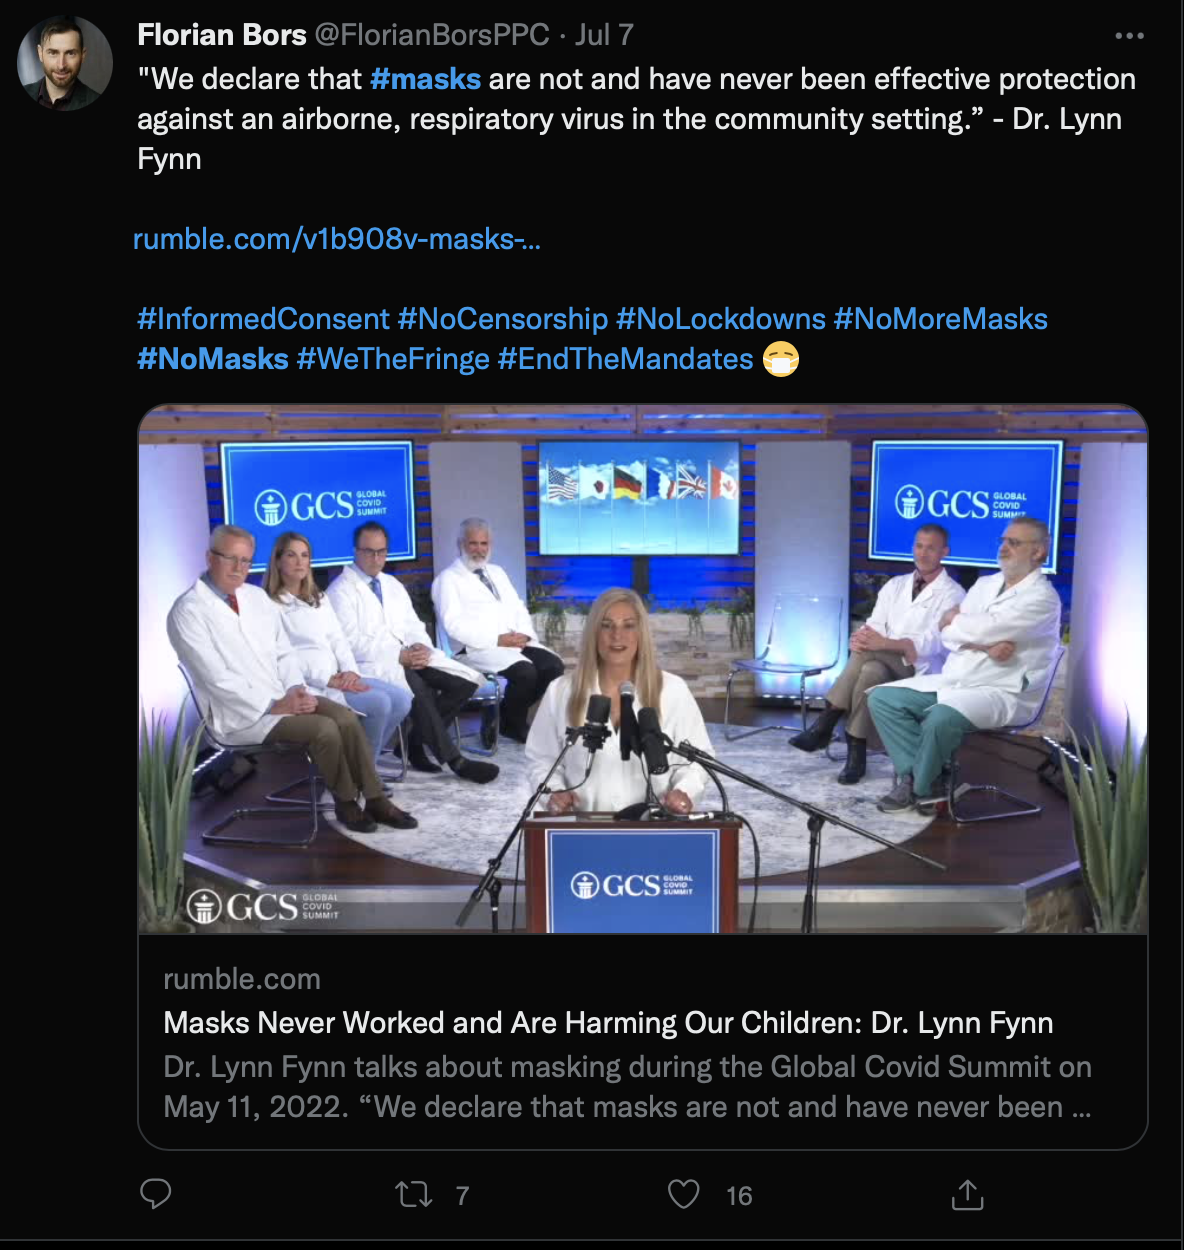 Florian Bors @FlorianBorsPPC · Jul 7
"We declare that #masks are not and have never been effective protection
against an airborne, respiratory virus in the community setting.” - Dr. Lynn
Fynn
rumble.com/v1b908v-masks-...
#InformedConsent #NoCensorship #NoLockdowns #NoMoreMasks
#NoMasks #WeTheFringe #EndTheMandates
GCS GLOBAL
COVID
SUMMIT
GCS GLOBAL
COVID
SUMMIT
GCS GLOBAL
COVID
SUMMIT
GCS GLOBAL
COVID
SUMMIT
rumble.com
Masks Never Worked and Are Harming Our Children: Dr. Lynn Fynn
Dr. Lynn Fynn talks about masking during the Global Covid Summit on
May 11, 2022. “We declare that masks are not and have never been ...
7 16